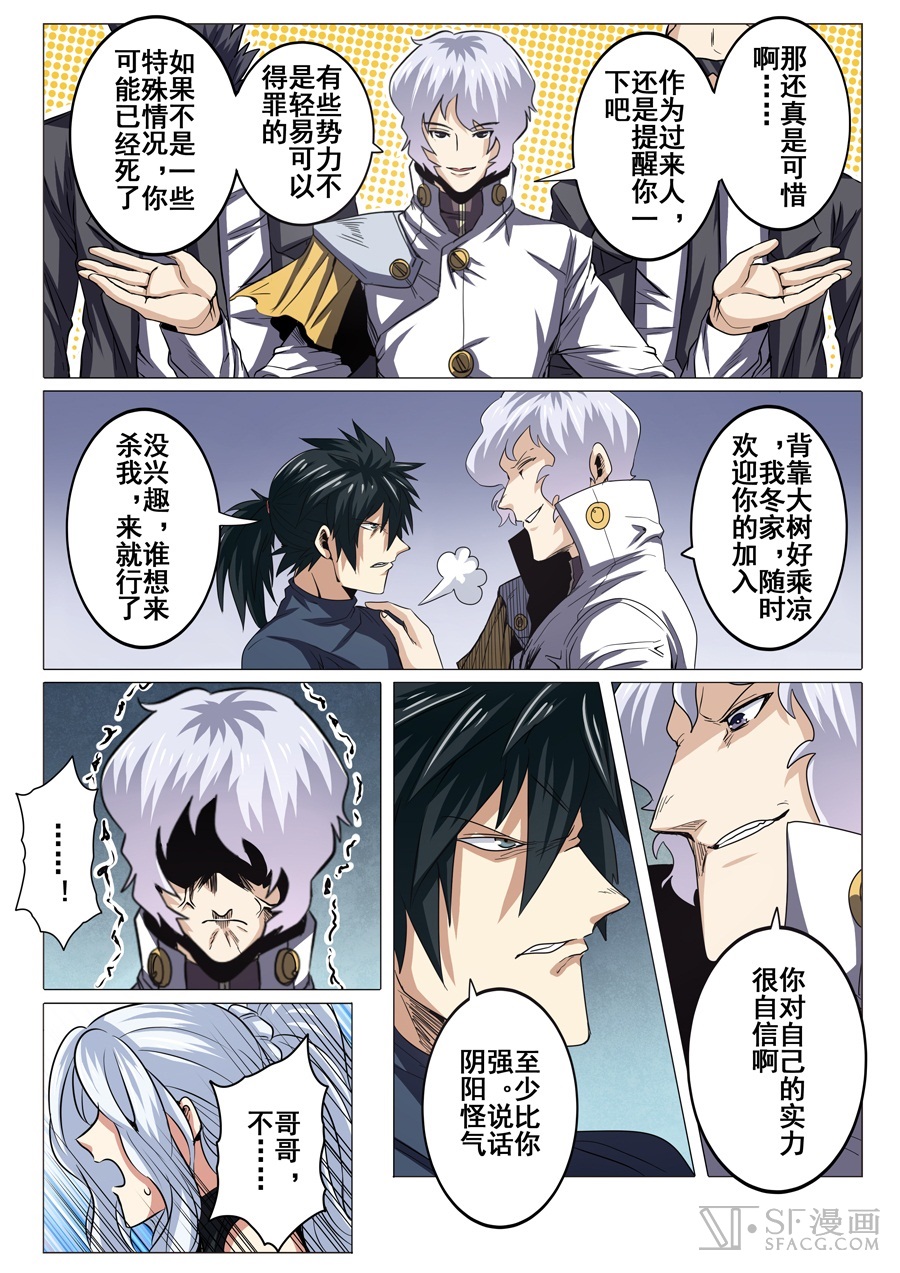 那还真是可惜
啊……
作为过来人，
还是提醒你一
下吧
有些势力不
是轻易可以
得罪的
如果不是一些
特殊情况，你
可能已经死了
背靠大树好乘凉
，我冬家，随时
欢迎你的加入
没兴趣，谁想来
杀我，来就行了
你对自己的实力
很自信啊
至少比你
强。说话
阴阳怪气
……！
哥哥，
不……
SF漫画
SFACG.COM